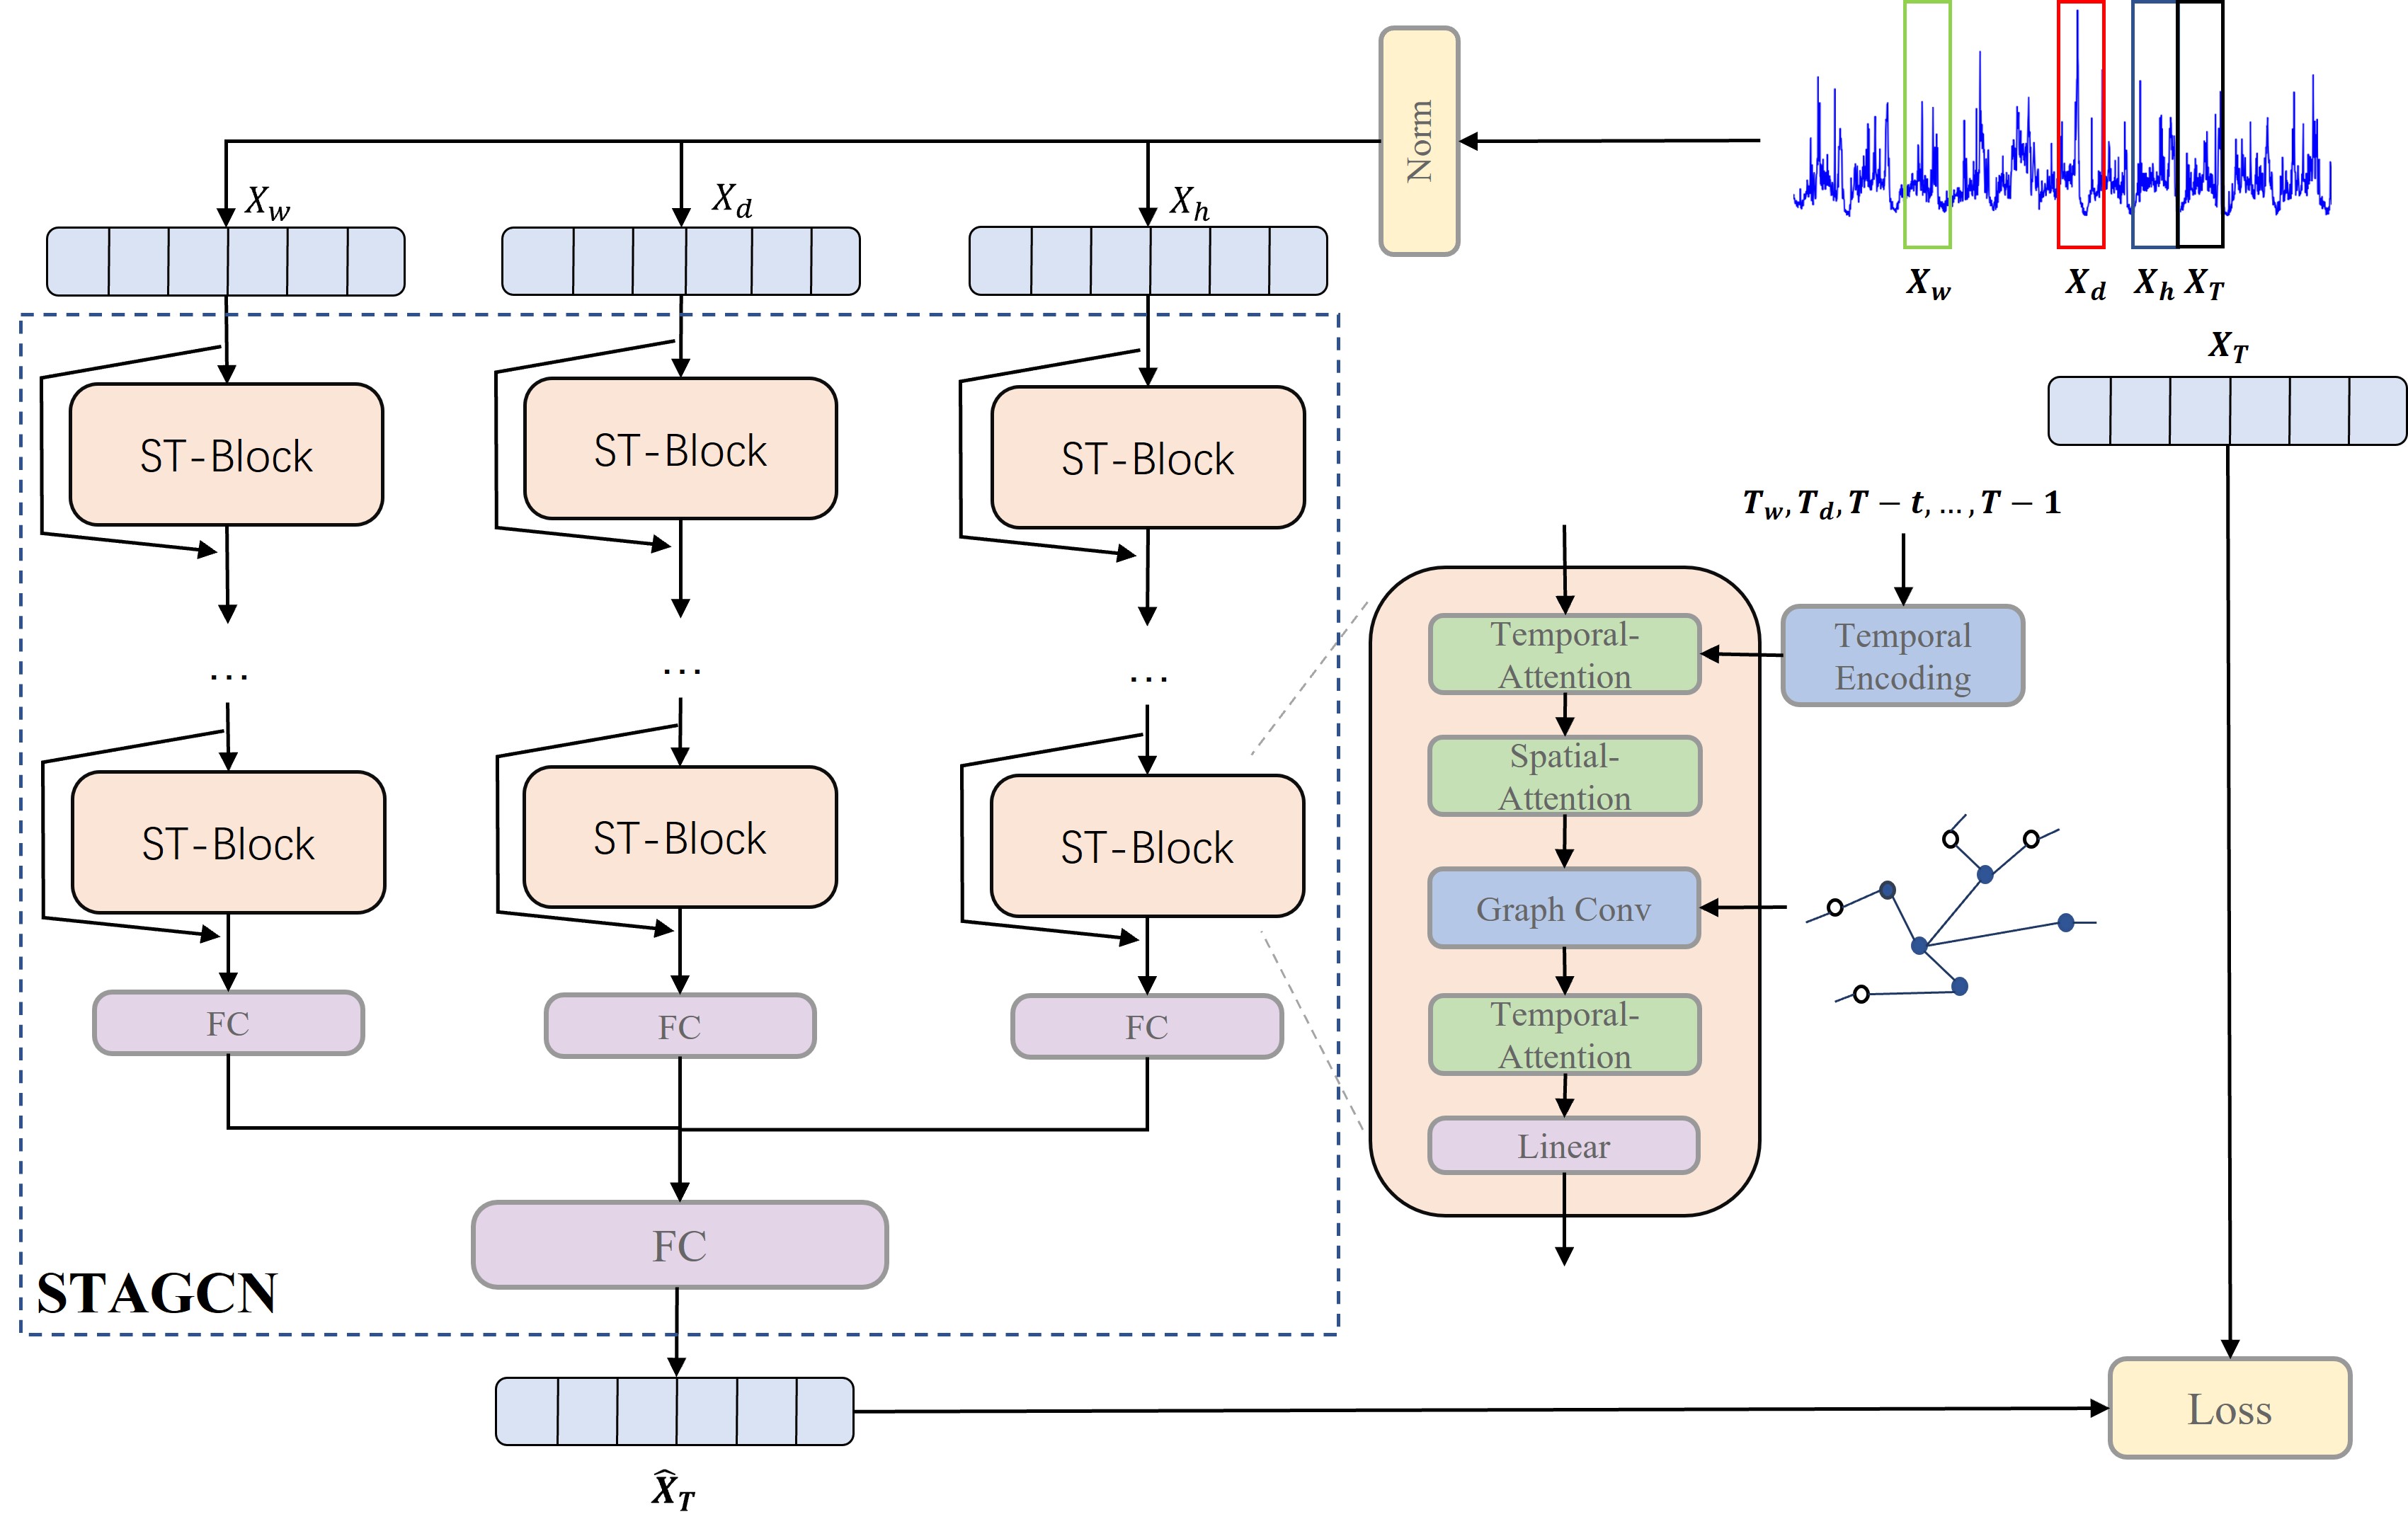 Norm
X_w X_d X_h X_T
X_w
X_d
X_h
X_T
ST-Block
ST-Block
ST-Block
T_w, T_d, T − t, ..., T − 1
Temporal-
Attention
Temporal
Encoding
...
...
...
Spatial-
Attention
ST-Block
ST-Block
ST-Block
Graph Conv
FC
FC
FC
Temporal-
Attention
Linear
FC
STAGCN
Loss
X̂_T